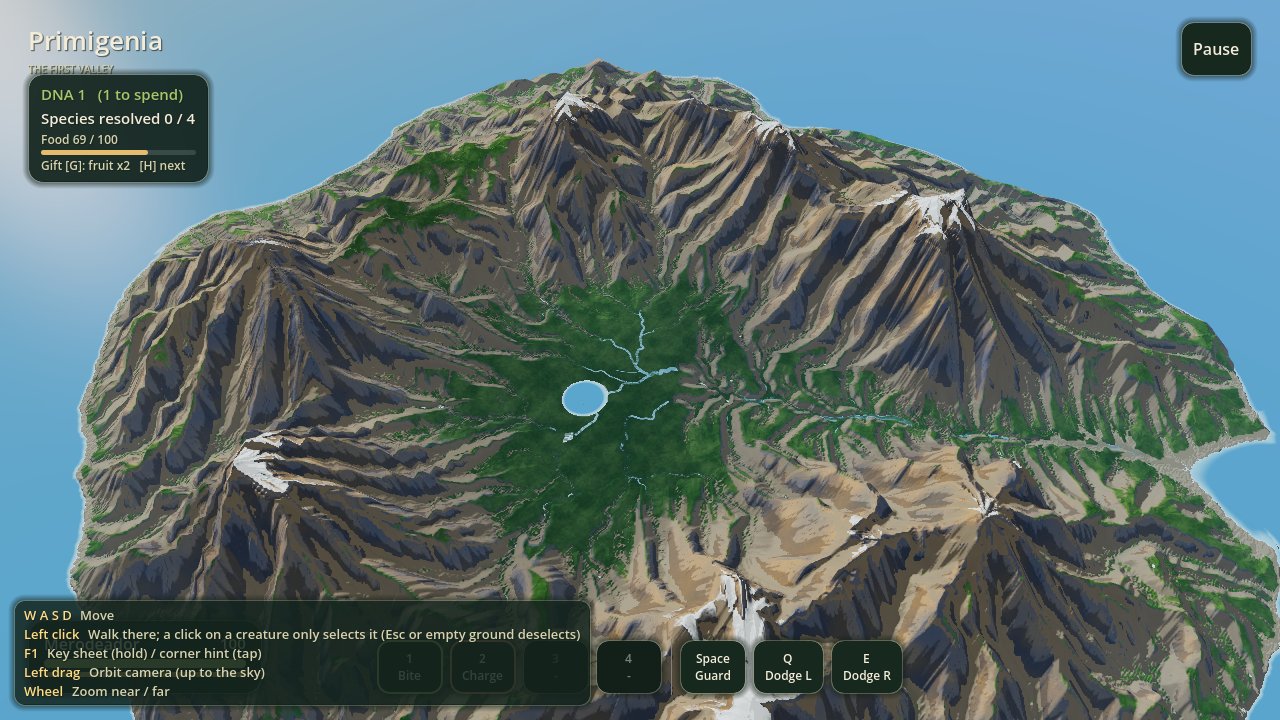 Primigenia
THE FIRST VALLEY
DNA 1 (1 to spend)
Species resolved 0 / 4
Food 69 / 100
Gift [G]: fruit x2 [H] next
Pause
W A S D Move
Left click Walk there; a click on a creature only selects it (Esc or empty ground deselects)
F1 Key sheet (hold) / corner hint (tap)
Left drag Orbit camera (up to the sky)
Wheel Zoom near / far
1
Bite
2
Charge
3
-
4
-
Space
Guard
Q
Dodge L
E
Dodge R